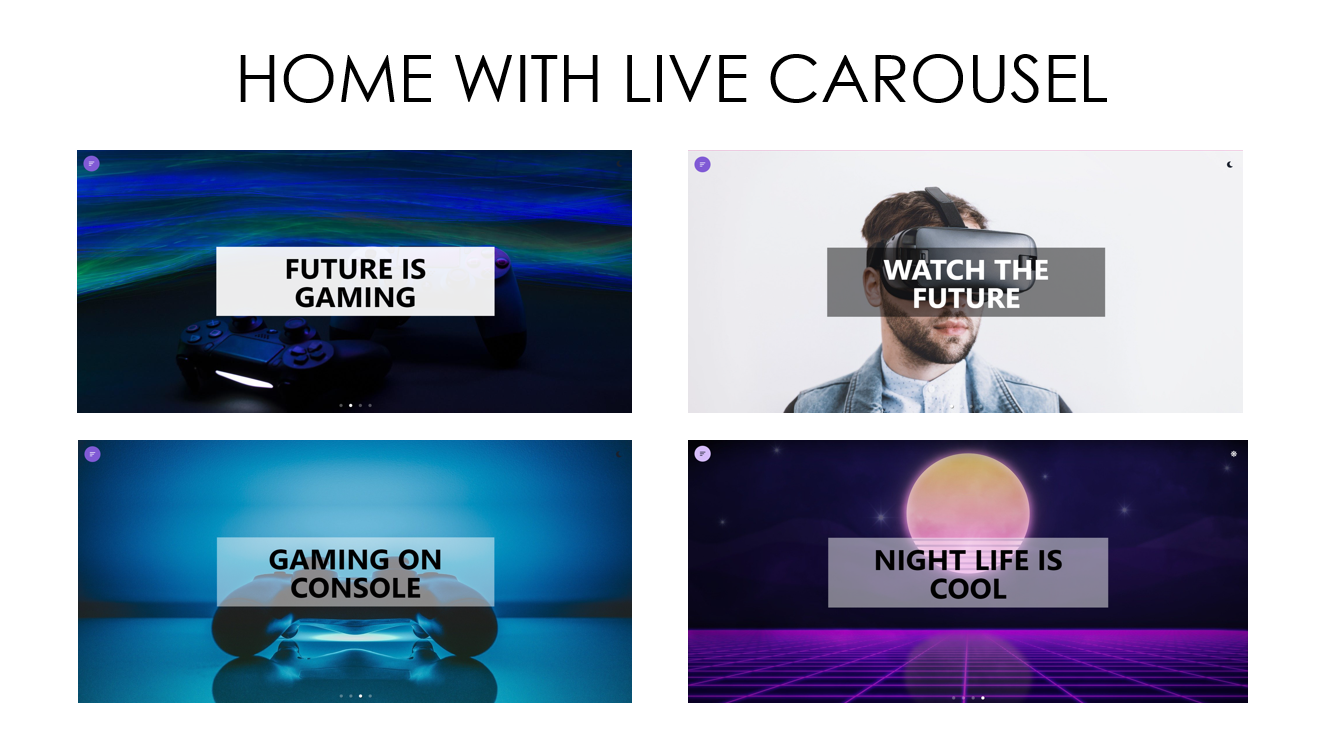 HOME WITH LIVE CAROUSEL
FUTURE IS
GAMING
WATCH THE
FUTURE
GAMING ON
CONSOLE
NIGHT LIFE IS
COOL